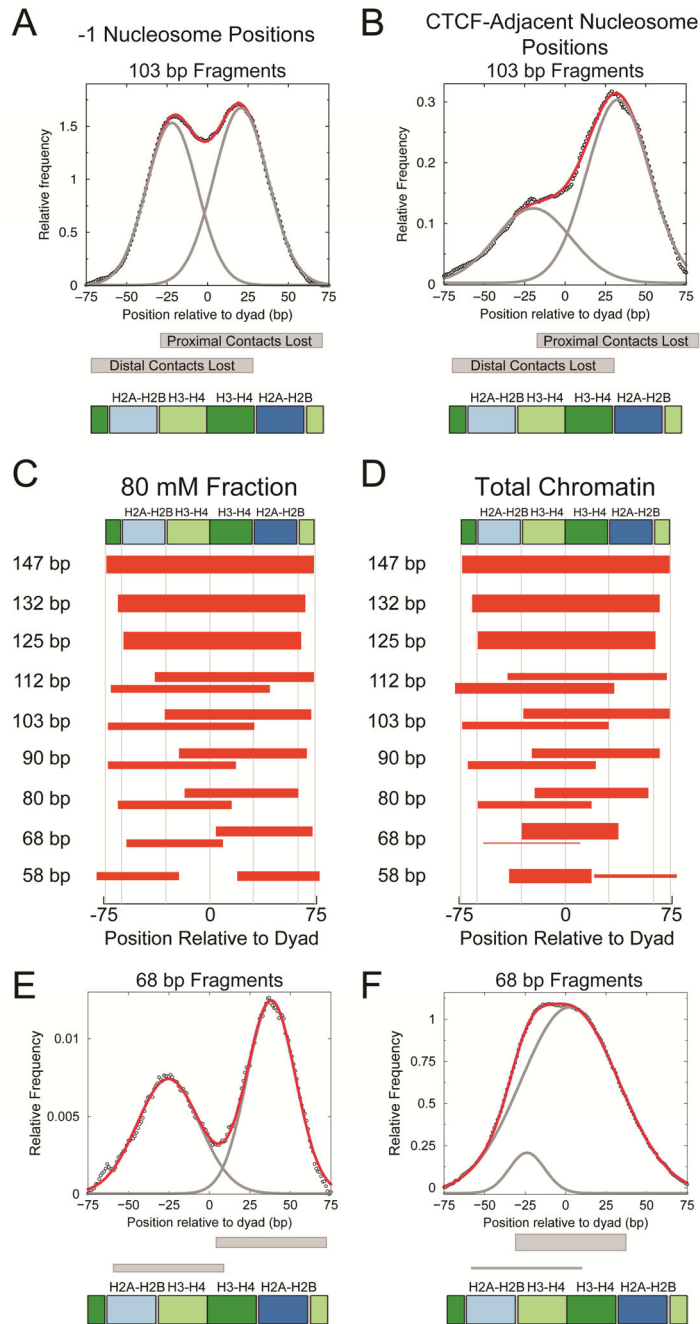 A
-1 Nucleosome Positions
103 bp Fragments
Relative frequency
1.5
1
0.5
0
-75 -50 -25 0 25 50 75
Position relative to dyad (bp)
Proximal Contacts Lost
Distal Contacts Lost
H2A-H2B H3-H4 H3-H4 H2A-H2B
B
CTCF-Adjacent Nucleosome
Positions
103 bp Fragments
Relative Frequency
0.3
0.2
0.1
0
-75 -50 -25 0 25 50 75
Position relative to dyad (bp)
Proximal Contacts Lost
Distal Contacts Lost
H2A-H2B H3-H4 H3-H4 H2A-H2B
C
80 mM Fraction
H2A-H2B H3-H4 H3-H4 H2A-H2B
147 bp
132 bp
125 bp
112 bp
103 bp
90 bp
80 bp
68 bp
58 bp
-75 0 75
Position Relative to Dyad
D
Total Chromatin
H2A-H2B H3-H4 H3-H4 H2A-H2B
147 bp
132 bp
125 bp
112 bp
103 bp
90 bp
80 bp
68 bp
58 bp
-75 0 75
Position Relative to Dyad
E
68 bp Fragments
Relative Frequency
0.01
0.005
0
-75 -50 -25 0 25 50 75
Position relative to dyad (bp)
H2A-H2B H3-H4 H3-H4 H2A-H2B
F
68 bp Fragments
Relative Frequency
1
0.75
0.5
0.25
0
-75 -50 -25 0 25 50 75
Position relative to dyad (bp)
H2A-H2B H3-H4 H3-H4 H2A-H2B